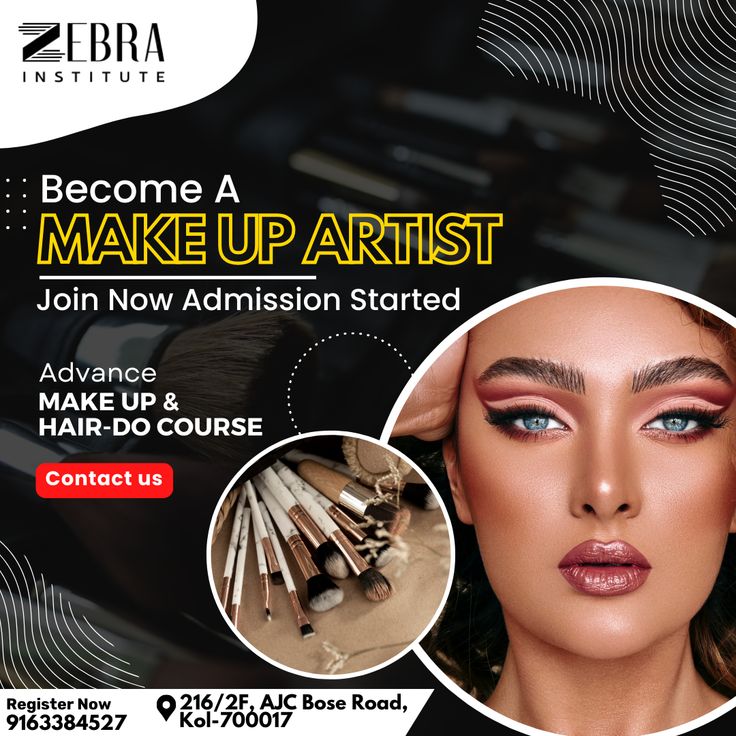 ZEBRA
INSTITUTE
Become A
MAKE UP ARTIST
Join Now Admission Started
Advance
MAKE UP &
HAIR-DO COURSE
Contact us
Register Now
9163384527
216/2F, AJC Bose Road,
Kol-700017